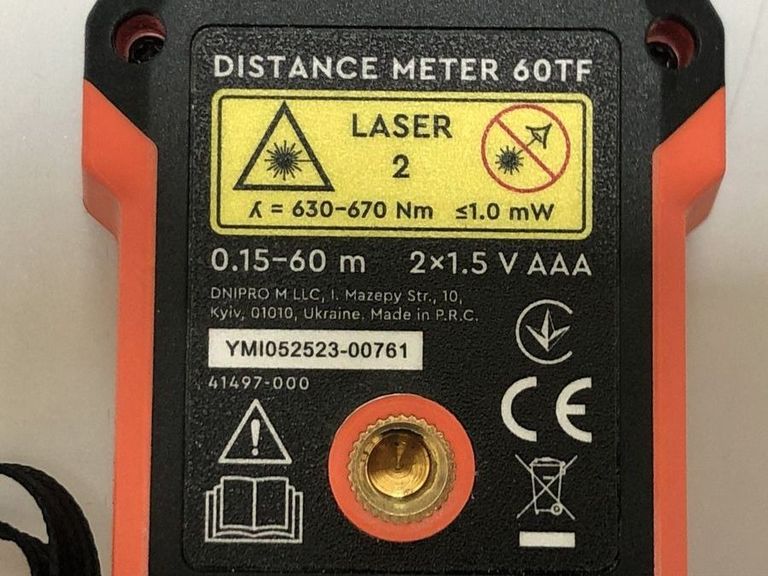 DISTANCE METER 60TF
LASER
2
ʎ = 630-670 Nm ≤1.0 mW
0.15-60 m 2×1.5 V AAA
DNIPRO M LLC, I. Mazepy Str., 10,
Kyiv, 01010, Ukraine. Made in P.R.C.
YMI052523-00761
41497-000
CE